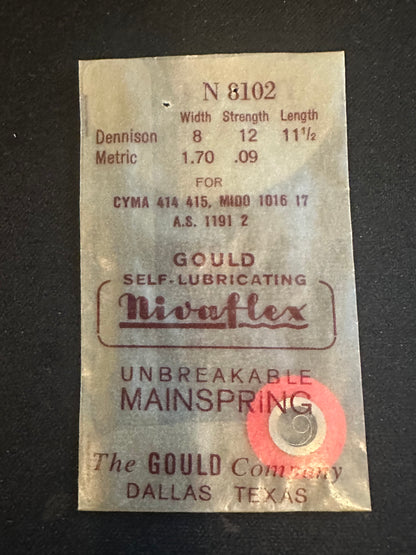 N 8102
Width Strength Length
Dennison 8 12 11½
Metric 1.70 .09
FOR
CYMA 414 415, MIDO 1016 17
A.S. 1191 2
GOULD
SELF-LUBRICATING
Nivaflex
UNBREAKABLE
MAINSPRING
The GOULD Company
DALLAS TEXAS